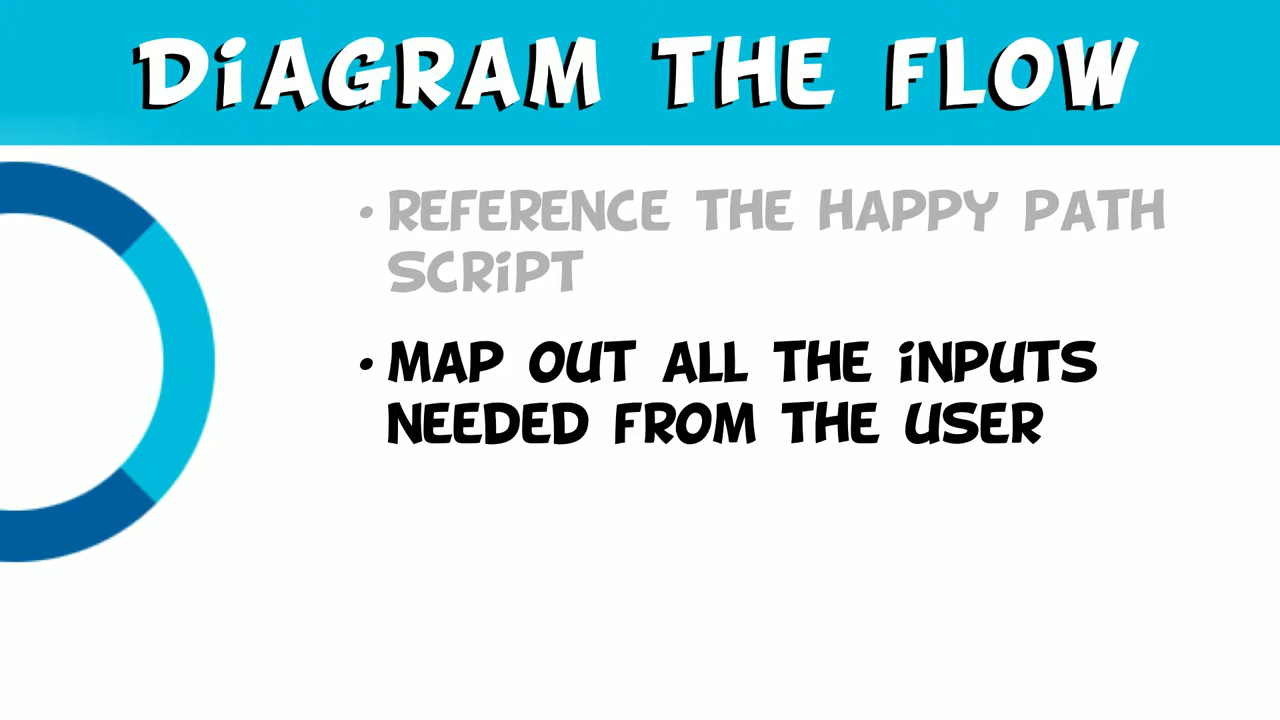 DiAGRAM THE FLOW
• REFERENCE THE HAPPY PATH
SCRiPT
• MAP OUT ALL THE iNPUTS
NEEDED FROM THE USER